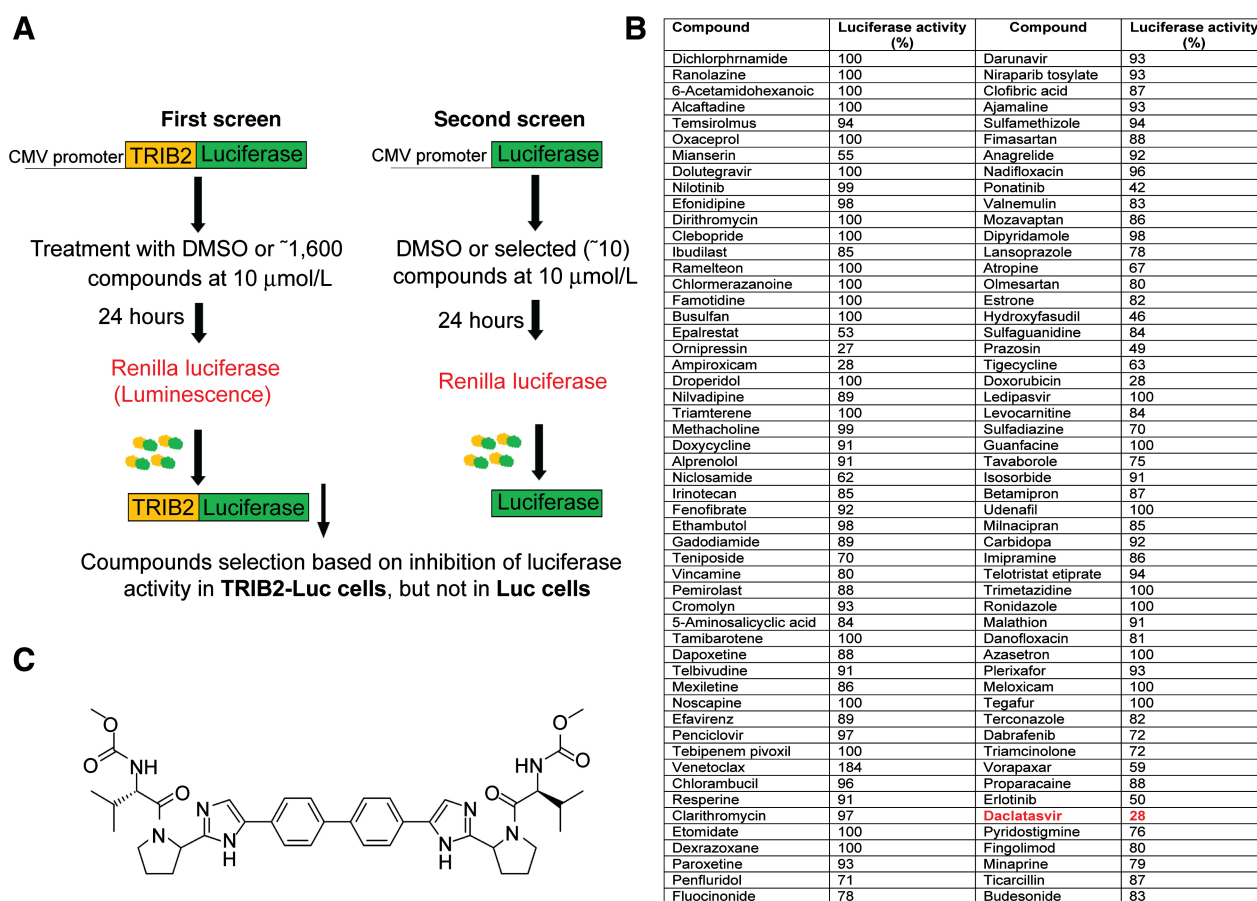 A
First screen
CMV promoter TRIB2 Luciferase
Treatment with DMSO or ~1,600
compounds at 10 μmol/L
24 hours
Renilla luciferase
(Luminescence)
TRIB2 Luciferase
Second screen
CMV promoter Luciferase
DMSO or selected (~10)
compounds at 10 μmol/L
24 hours
Renilla luciferase
Luciferase
Coumpounds selection based on inhibition of luciferase
activity in TRIB2-Luc cells, but not in Luc cells
B
Compound Luciferase activity (%) Compound Luciferase activity (%)
Dichlorphrnamide 100 Darunavir 93
Ranolazine 100 Niraparib tosylate 93
6-Acetamidohexanoic 100 Clofibric acid 87
Alcaftadine 100 Ajamaline 93
Temsirolmus 94 Sulfamethizole 94
Oxaceprol 100 Fimasartan 88
Mianserin 55 Anagrelide 92
Dolutegravir 100 Nadifloxacin 96
Nilotinib 99 Ponatinib 42
Efonidipine 98 Valnemulin 83
Dirithromycin 100 Mozavaptan 86
Clebopride 100 Dipyridamole 98
Ibudilast 85 Lansoprazole 78
Ramelteon 100 Atropine 67
Chlormerazanoine 100 Olmesartan 80
Famotidine 100 Estrone 82
Busulfan 100 Hydroxyfasudil 46
Epalrestat 53 Sulfaguanidine 84
Ornipressin 27 Prazosin 49
Ampiroxicam 28 Tigecycline 63
Droperidol 100 Doxorubicin 28
Nilvadipine 89 Ledipasvir 100
Triamterene 100 Levocarnitine 84
Methacholine 99 Sulfadiazine 70
Doxycycline 91 Guanfacine 100
Alprenolol 91 Tavaborole 75
Niclosamide 62 Isosorbide 91
Irinotecan 85 Betamipron 87
Fenofibrate 92 Udenafil 100
Ethambutol 98 Milnacipran 85
Gadodiamide 89 Carbidopa 92
Teniposide 70 Imipramine 86
Vincamine 80 Telotristat etiprate 94
Pemirolast 88 Trimetazidine 100
Cromolyn 93 Ronidazole 100
5-Aminosalicyclic acid 84 Malathion 91
Tamibarotene 100 Danofloxacin 81
Dapoxetine 88 Azasetron 100
Telbivudine 91 Plerixafor 93
Mexiletine 86 Meloxicam 100
Noscapine 100 Tegafur 100
Efavirenz 89 Terconazole 82
Penciclovir 97 Dabrafenib 72
Tebipenem pivoxil 100 Triamcinolone 72
Venetoclax 184 Vorapaxar 59
Chlorambucil 96 Proparacaine 88
Resperine 91 Erlotinib 50
Clarithromycin 97 Daclatasvir 28
Etomidate 100 Pyridostigmine 76
Dexrazoxane 100 Fingolimod 80
Paroxetine 93 Minaprine 79
Penfluridol 71 Ticarcillin 87
Fluocinonide 78 Budesonide 83
C
O O
O NH HN O
O N N O
N N H N H N